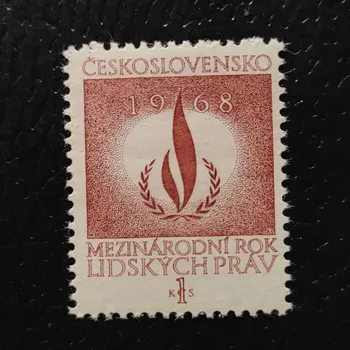 ČESKOSLOVENSKO
1968
MEZINÁRODNÍ ROK
LIDSKÝCH PRÁV
1 KčS